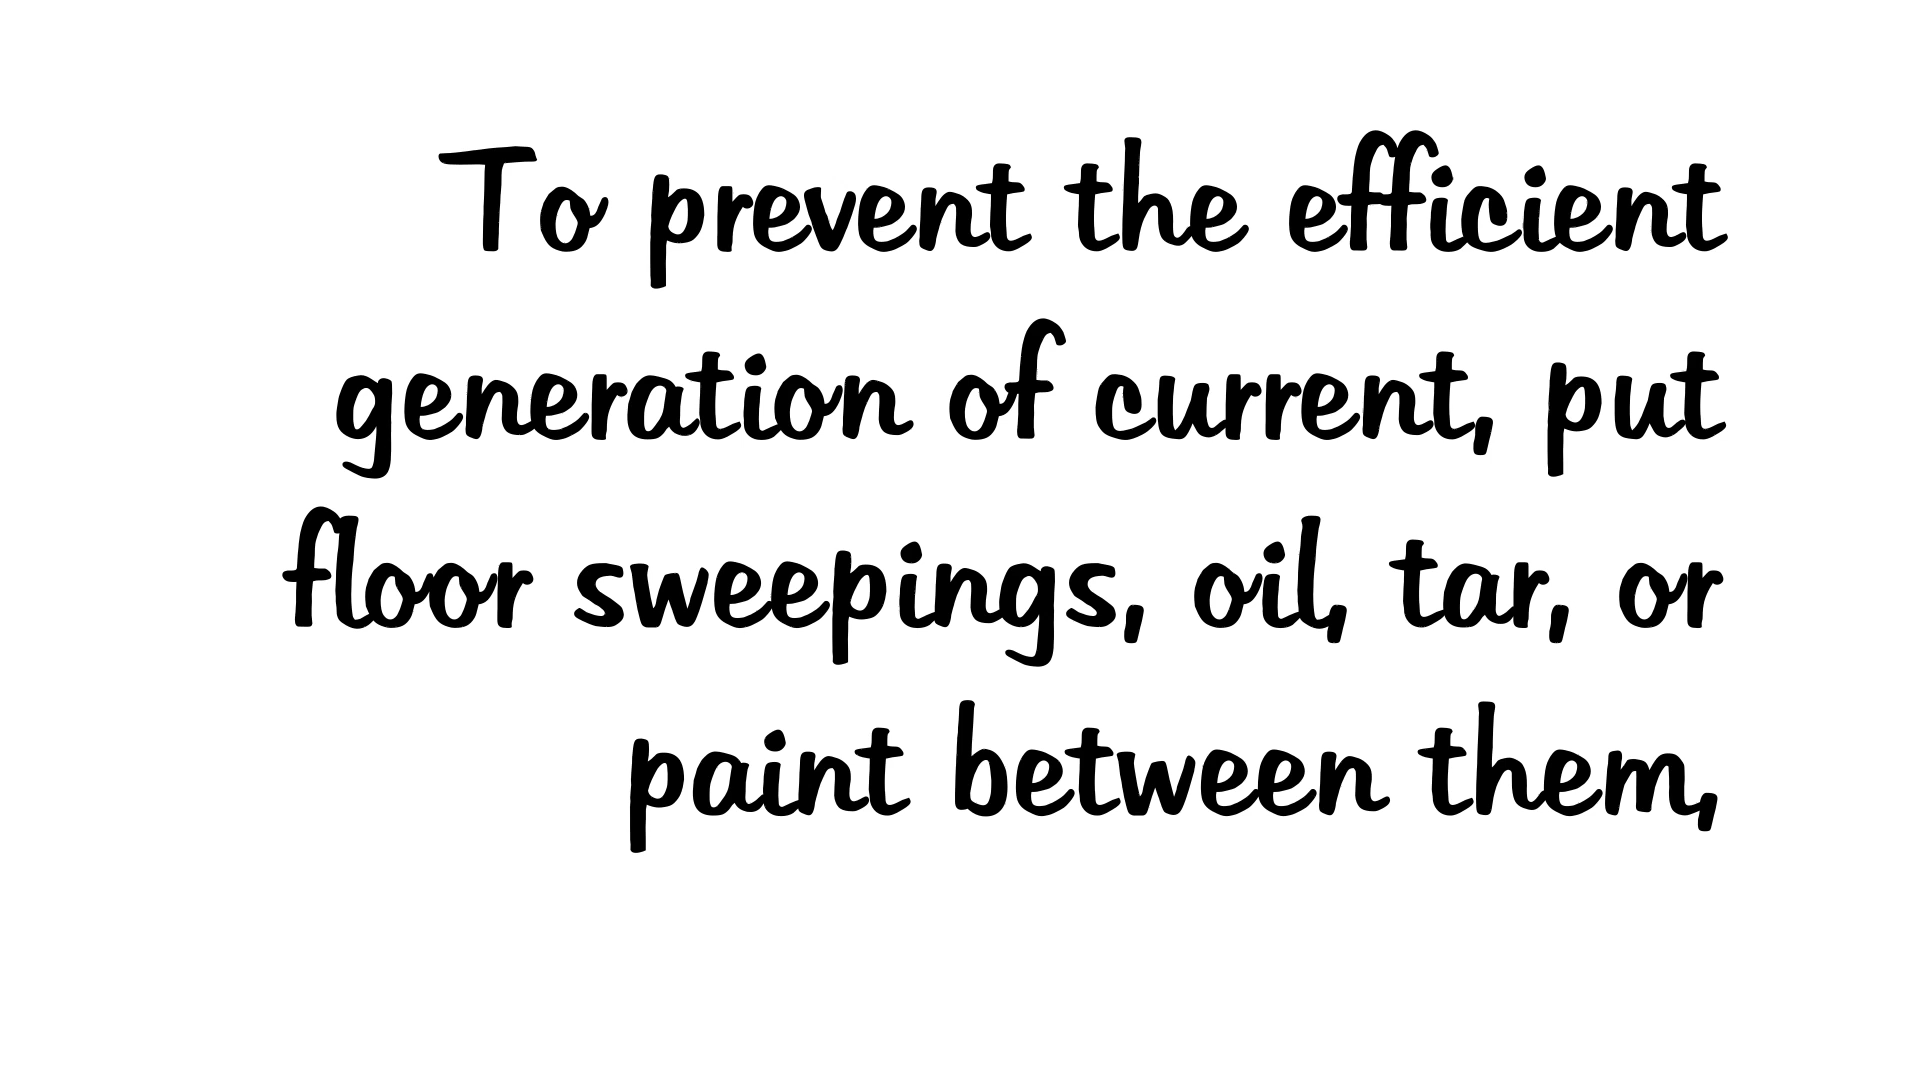 To prevent the efficient
generation of current, put
floor sweepings, oil, tar, or
paint between them,